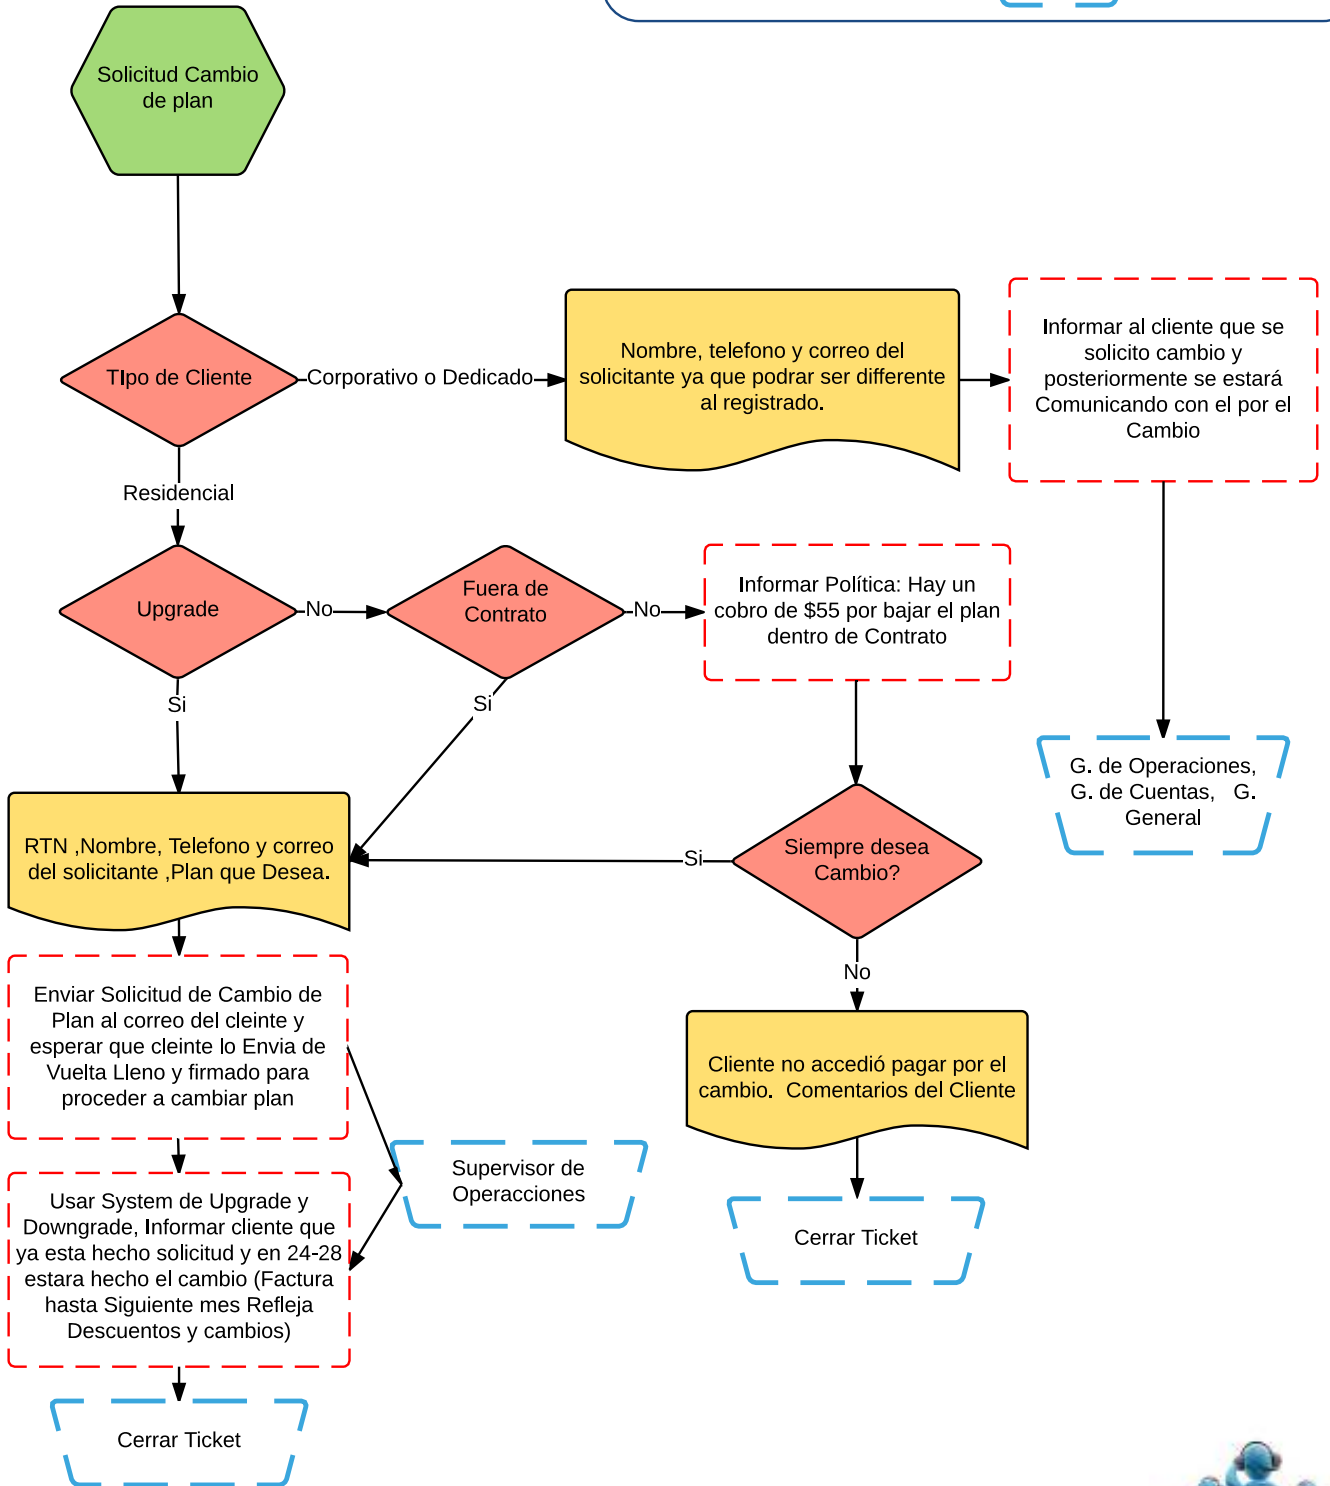 Solicitud Cambio
de plan
TIpo de Cliente
Corporativo o Dedicado
Nombre, telefono y correo del
solicitante ya que podrar ser differente
al registrado.
Informar al cliente que se
solicito cambio y
posteriormente se estará
Comunicando con el por el
Cambio
Residencial
Upgrade
No
Fuera de
Contrato
No
Informar Política: Hay un
cobro de $55 por bajar el plan
dentro de Contrato
Si
Si
G. de Operaciones,
G. de Cuentas, G.
General
RTN ,Nombre, Telefono y correo
del solicitante ,Plan que Desea.
Si
Siempre desea
Cambio?
No
Enviar Solicitud de Cambio de
Plan al correo del cleinte y
esperar que cleinte lo Envia de
Vuelta Lleno y firmado para
proceder a cambiar plan
Cliente no accedió pagar por el
cambio. Comentarios del Cliente
Supervisor de
Operacciones
Usar System de Upgrade y
Downgrade, Informar cliente que
ya esta hecho solicitud y en 24-28
estara hecho el cambio (Factura
hasta Siguiente mes Refleja
Descuentos y cambios)
Cerrar Ticket
Cerrar Ticket